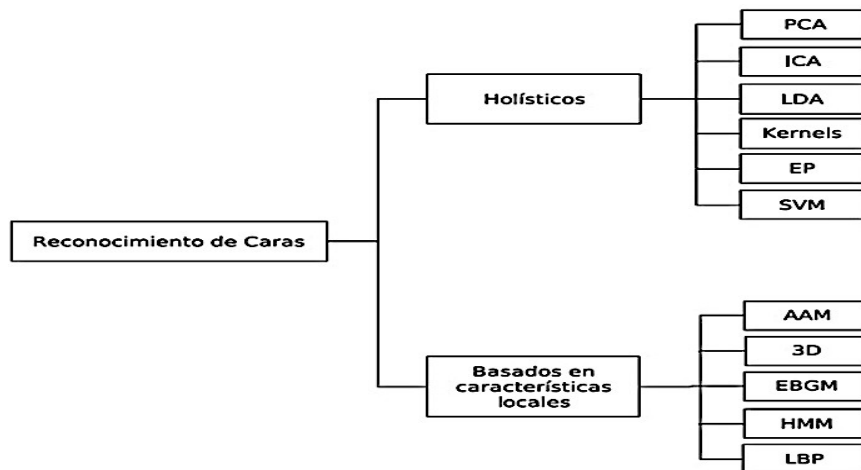 Reconocimiento de Caras
Holísticos
PCA
ICA
LDA
Kernels
EP
SVM
Basados en
características
locales
AAM
3D
EBGM
HMM
LBP